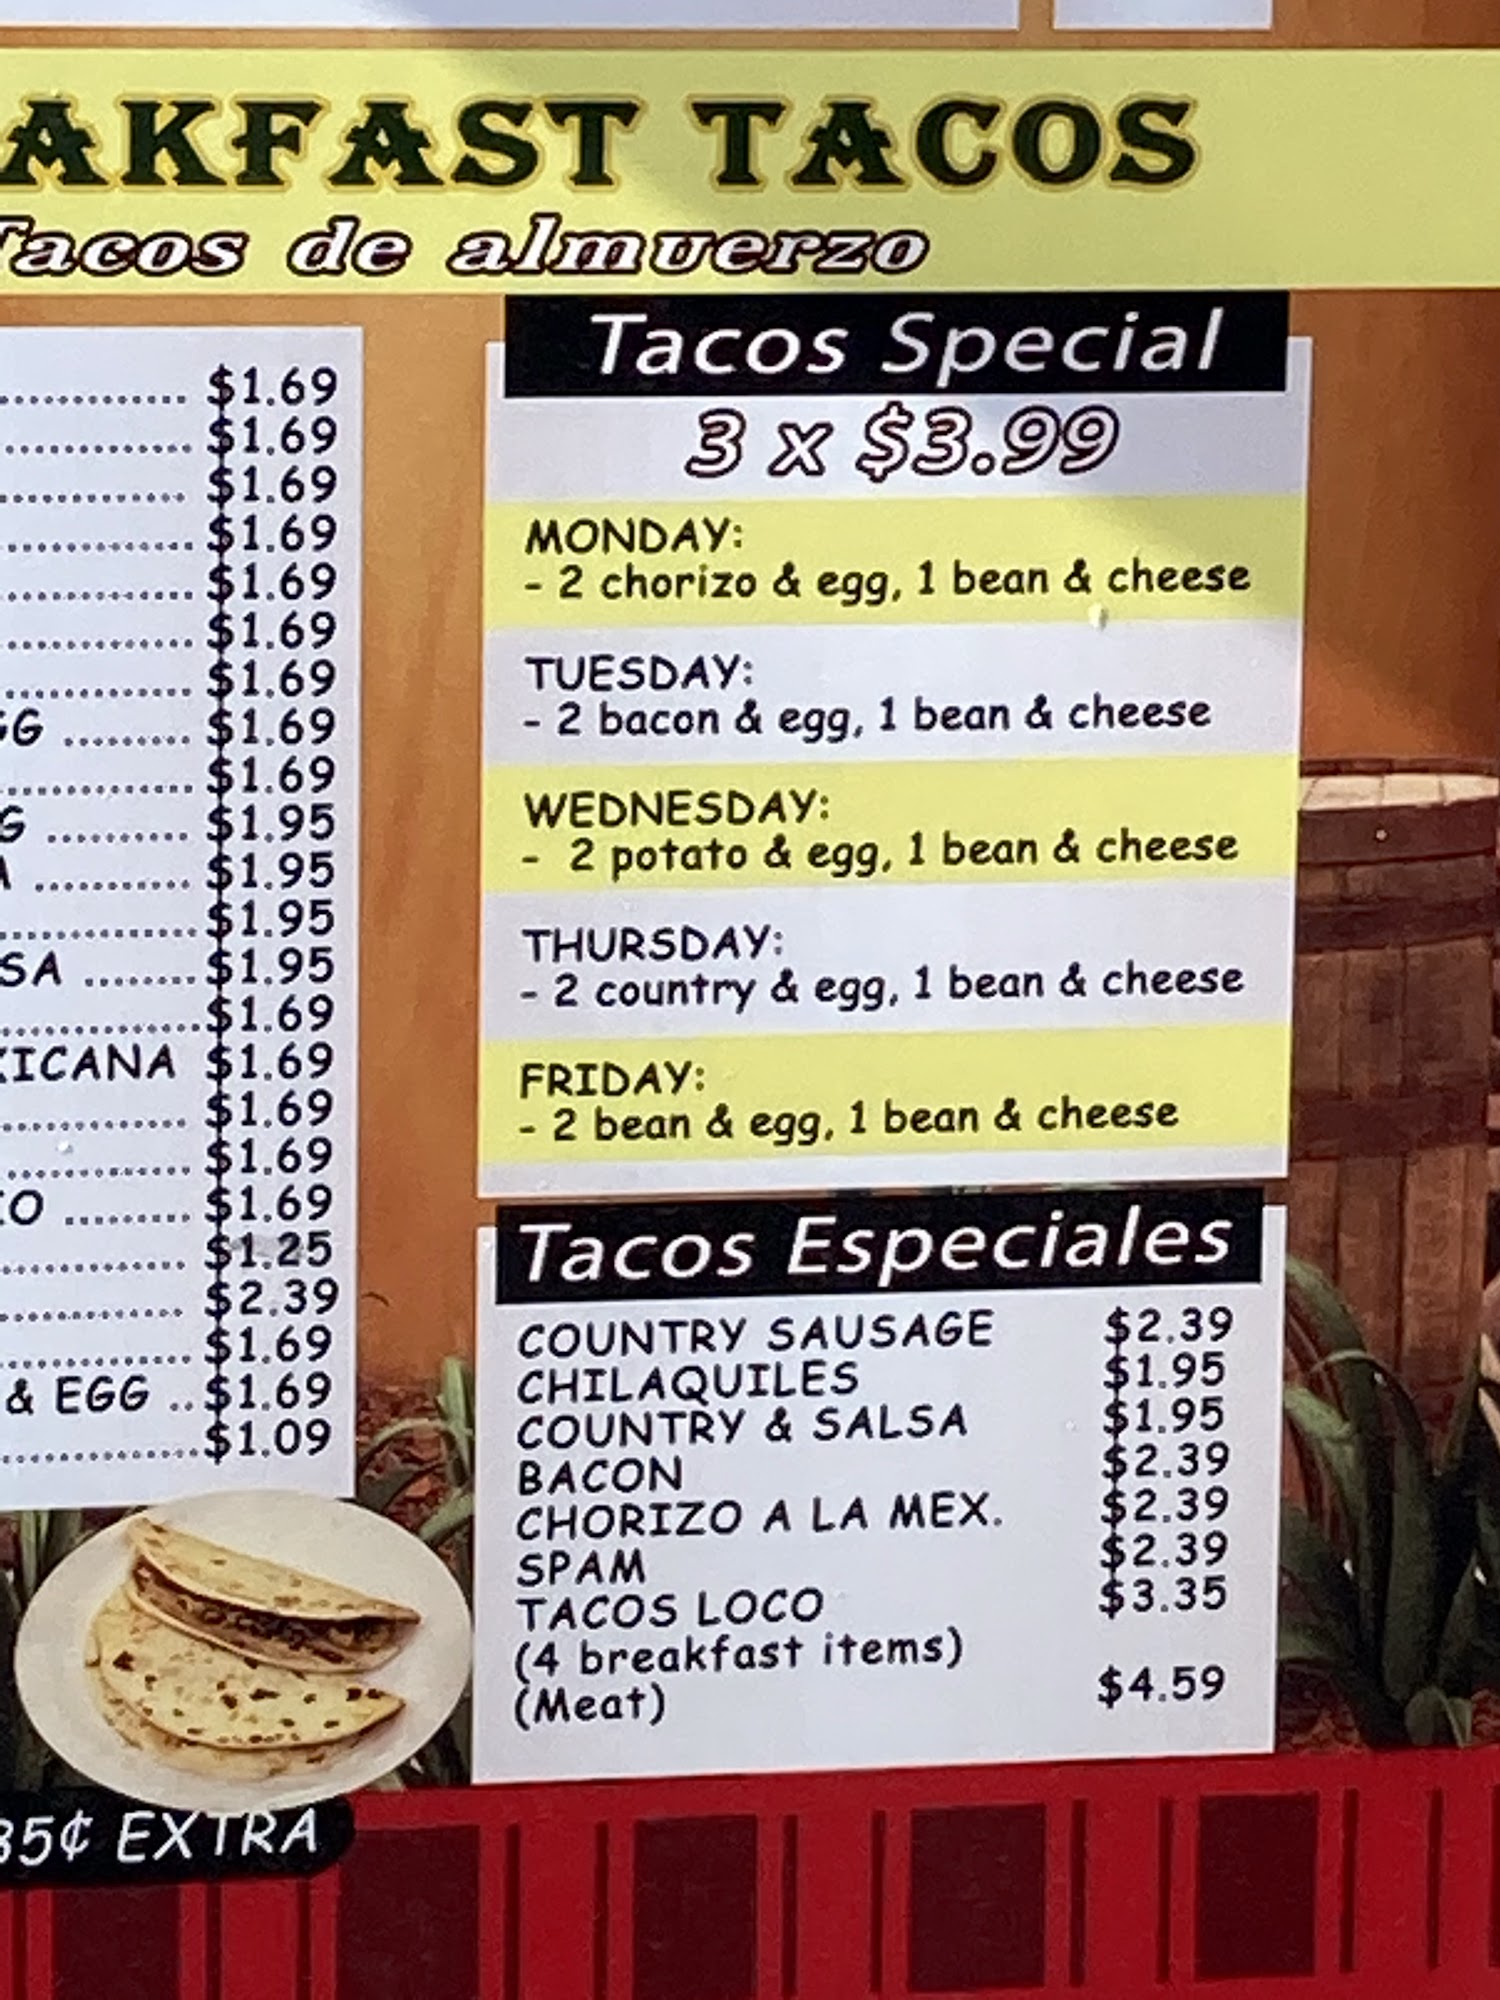 AKFAST TACOS
Tacos de almuerzo
$1.69
$1.69
$1.69
$1.69
$1.69
$1.69
$1.69
GG ......... $1.69
$1.69
G .......... $1.95
A ........... $1.95
$1.95
SA ........ $1.95
$1.69
XICANA $1.69
$1.69
$1.69
O ......... $1.69
$1.25
$2.39
$1.69
& EGG .. $1.69
$1.09
85¢ EXTRA
Tacos Special
3 x $3.99
MONDAY:
- 2 chorizo & egg, 1 bean & cheese
TUESDAY:
- 2 bacon & egg, 1 bean & cheese
WEDNESDAY:
- 2 potato & egg, 1 bean & cheese
THURSDAY:
- 2 country & egg, 1 bean & cheese
FRIDAY:
- 2 bean & egg, 1 bean & cheese
Tacos Especiales
COUNTRY SAUSAGE $2.39
CHILAQUILES $1.95
COUNTRY & SALSA $1.95
BACON $2.39
CHORIZO A LA MEX. $2.39
SPAM $2.39
TACOS LOCO $3.35
(4 breakfast items)
(Meat) $4.59